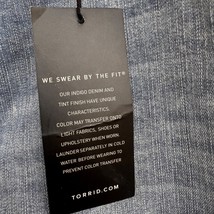 WE SWEAR BY THE FIT®
OUR INDIGO DENIM AND
TINT FINISH HAVE UNIQUE
CHARACTERISTICS.
COLOR MAY TRANSFER ONTO
LIGHT FABRICS, SHOES OR
UPHOLSTERY WHEN WORN.
LAUNDER SEPARATELY IN COLD
WATER BEFORE WEARING TO
PREVENT COLOR TRANSFER
TORRID.COM